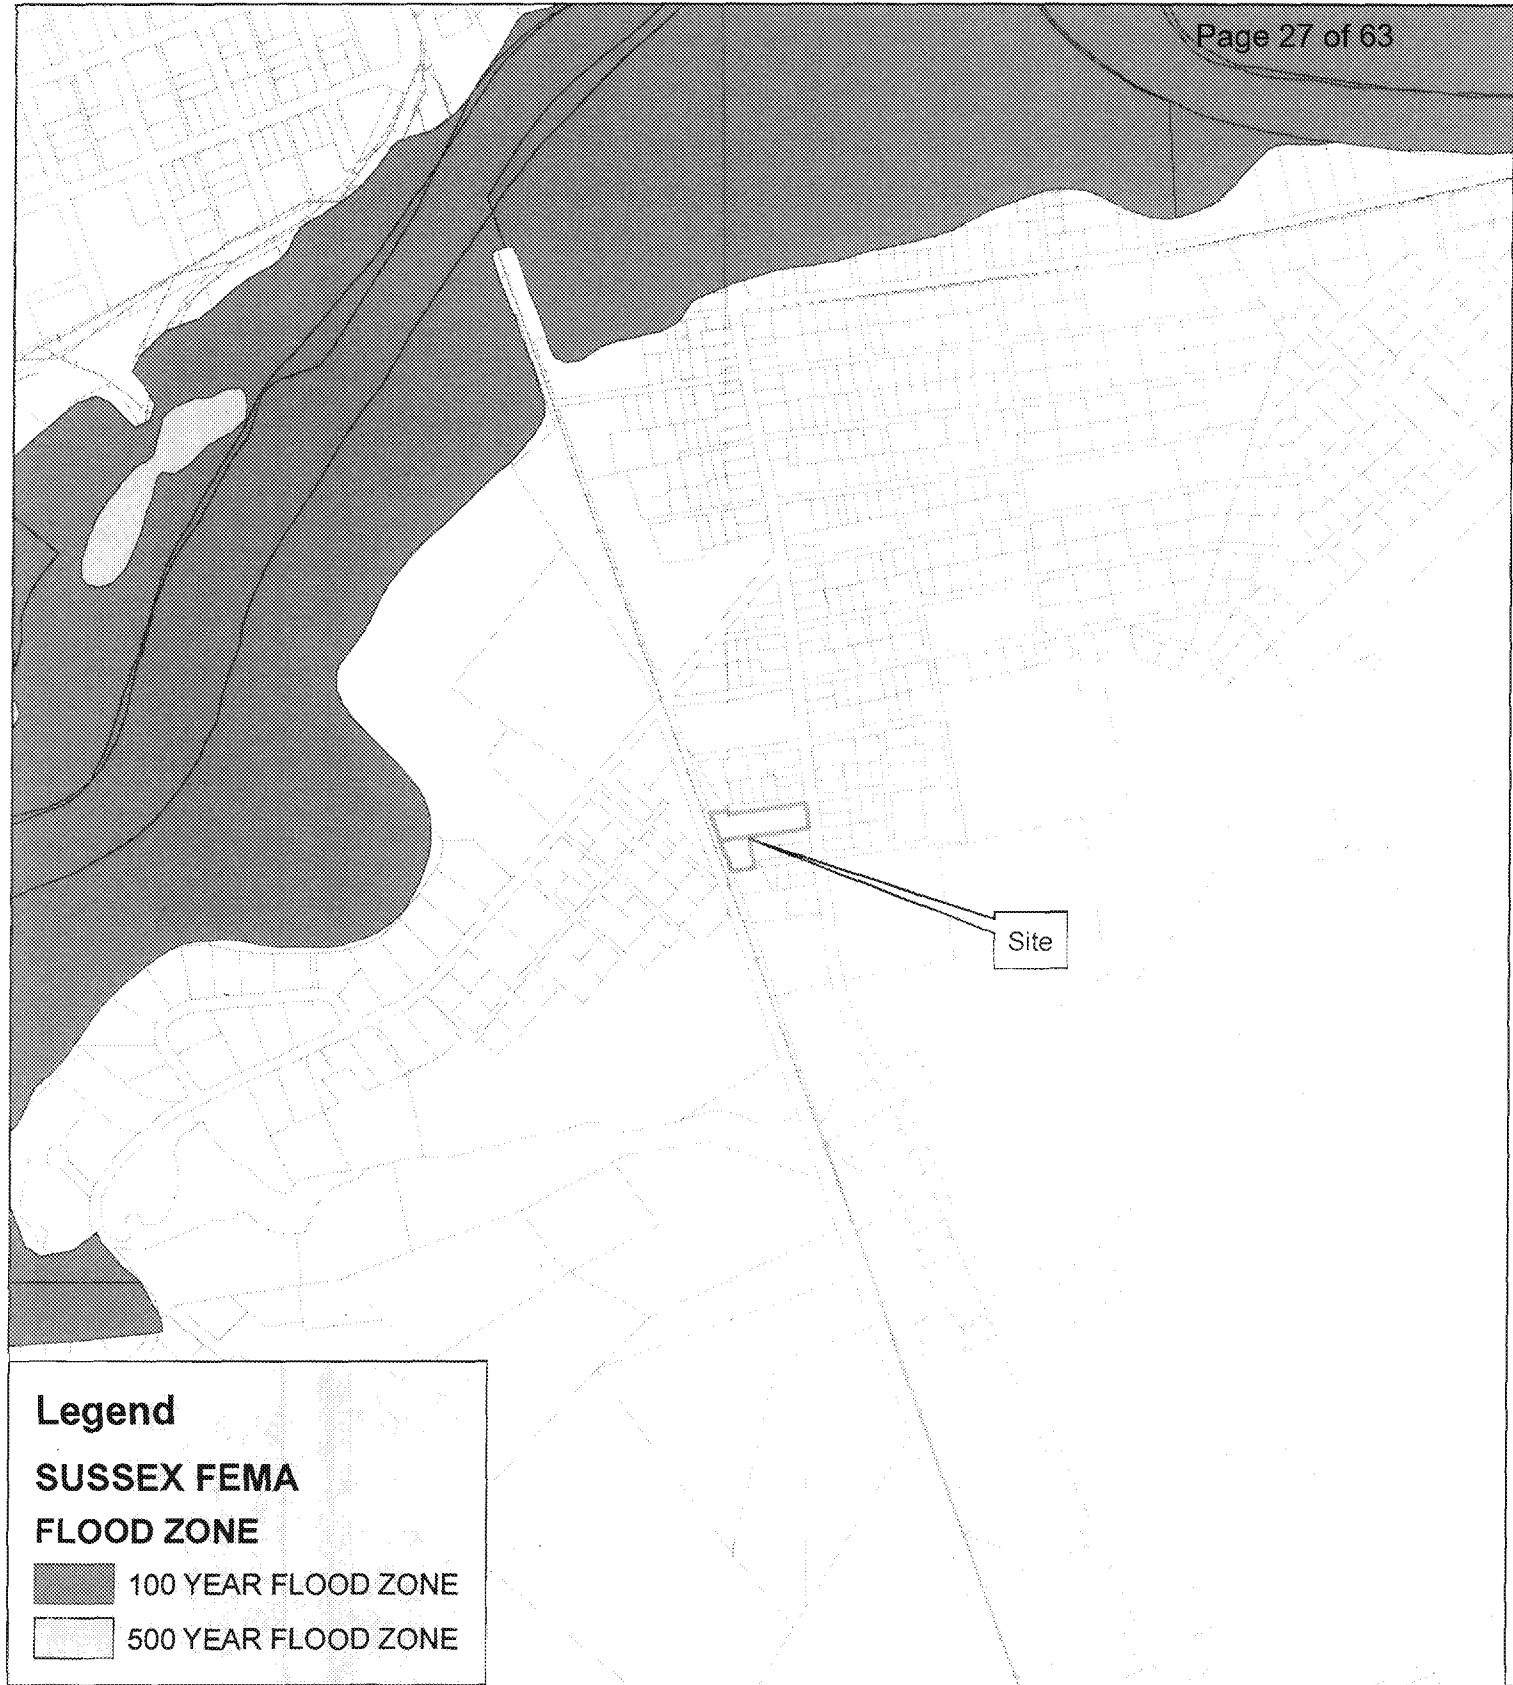 Page 27 of 63
Site
Legend
SUSSEX FEMA
FLOOD ZONE
100 YEAR FLOOD ZONE
500 YEAR FLOOD ZONE